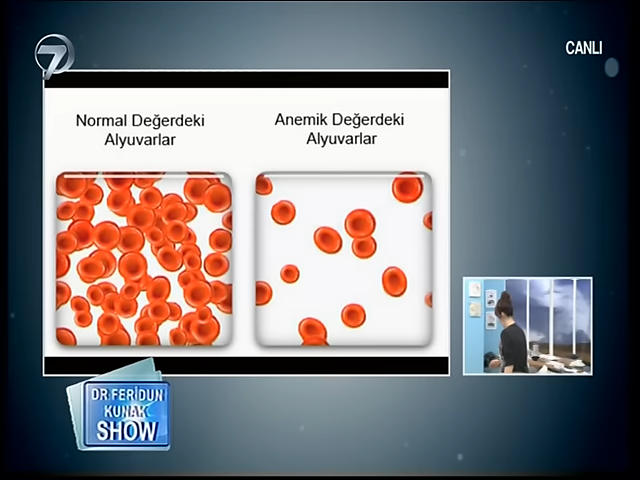 7
CANLI
Normal Değerdeki
Alyuvarlar
Anemik Değerdeki
Alyuvarlar
DR FERİDUN
KUNAK
SHOW